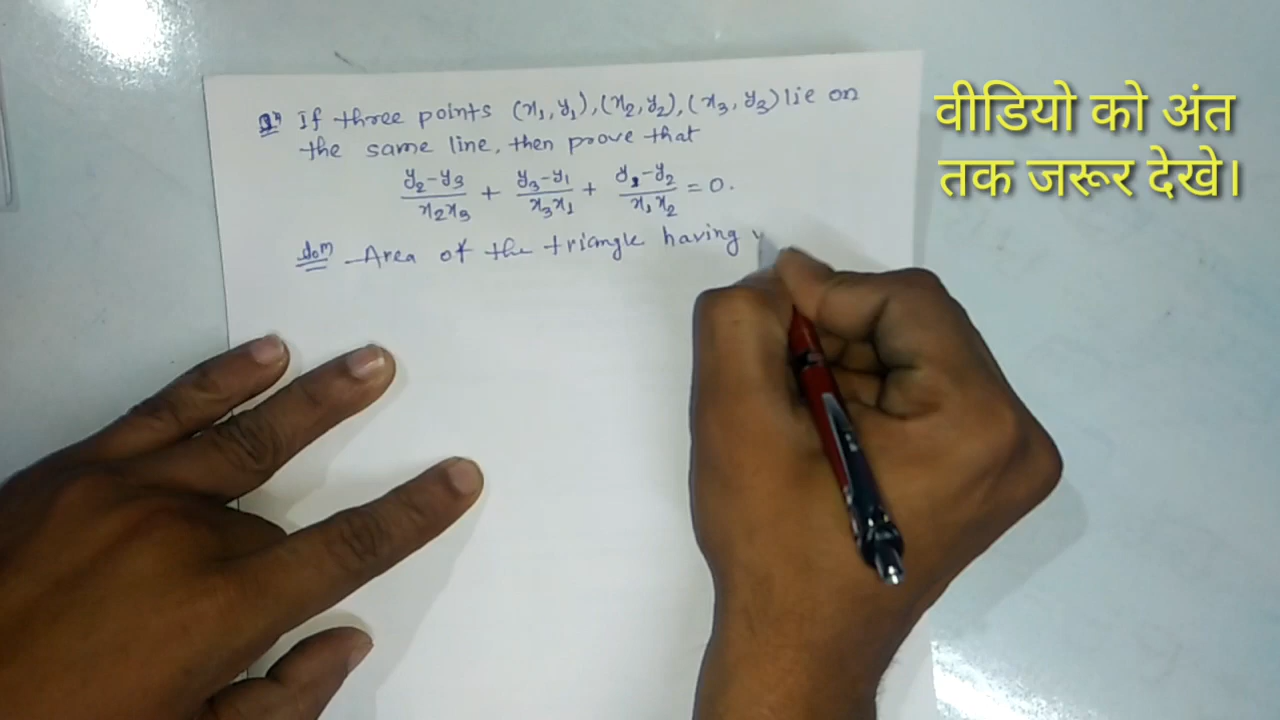 Qn If three points (x₁, y₁), (x₂, y₂), (x₃, y₃) lie on
the same line, then prove that
(y₂-y₃)/(x₂x₃) + (y₃-y₁)/(x₃x₁) + (y₁-y₂)/(x₁x₂) = 0.
Soln Area of the triangle having
वीडियो को अंत
तक जरूर देखे।